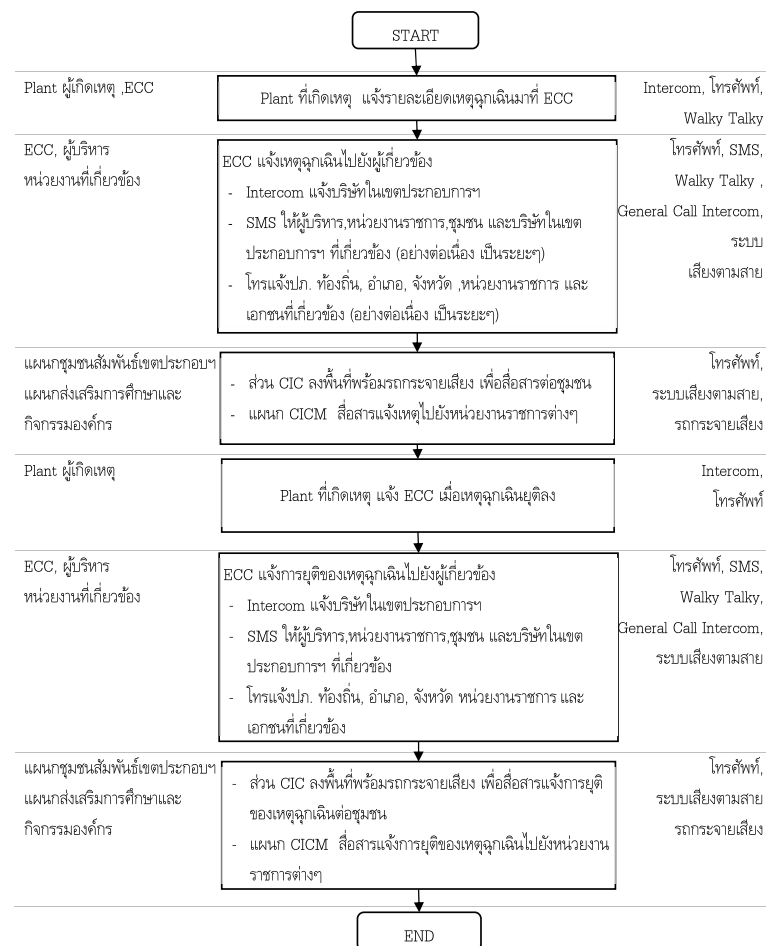 START
Plant ผู้เกิดเหตุ ,ECC
Plant ที่เกิดเหตุ แจ้งรายละเอียดเหตุฉุกเฉินมาที่ ECC
Intercom, โทรศัพท์,
Walky Talky
ECC, ผู้บริหาร
หน่วยงานที่เกี่ยวข้อง
ECC แจ้งเหตุฉุกเฉินไปยังผู้เกี่ยวข้อง
- Intercom แจ้งบริษัทในเขตประกอบการฯ
- SMS ให้ผู้บริหาร,หน่วยงานราชการ,ชุมชน และบริษัทในเขต
ประกอบการฯ ที่เกี่ยวข้อง (อย่างต่อเนื่อง เป็นระยะๆ)
- โทรแจ้งปภ. ท้องถิ่น, อำเภอ, จังหวัด ,หน่วยงานราชการ และ
เอกชนที่เกี่ยวข้อง (อย่างต่อเนื่อง เป็นระยะๆ)
โทรศัพท์, SMS,
Walky Talky ,
General Call Intercom,
ระบบ
เสียงตามสาย
แผนกชุมชนสัมพันธ์เขตประกอบฯ
แผนกส่งเสริมการศึกษาและ
กิจกรรมองค์กร
- ส่วน CIC ลงพื้นที่พร้อมรถกระจายเสียง เพื่อสื่อสารต่อชุมชน
- แผนก CICM สื่อสารแจ้งเหตุไปยังหน่วยงานราชการต่างๆ
โทรศัพท์,
ระบบเสียงตามสาย,
รถกระจายเสียง
Plant ผู้เกิดเหตุ
Plant ที่เกิดเหตุ แจ้ง ECC เมื่อเหตุฉุกเฉินยุติลง
Intercom,
โทรศัพท์
ECC, ผู้บริหาร
หน่วยงานที่เกี่ยวข้อง
ECC แจ้งการยุติของเหตุฉุกเฉินไปยังผู้เกี่ยวข้อง
- Intercom แจ้งบริษัทในเขตประกอบการฯ
- SMS ให้ผู้บริหาร,หน่วยงานราชการ,ชุมชน และบริษัทในเขต
ประกอบการฯ ที่เกี่ยวข้อง
- โทรแจ้งปภ. ท้องถิ่น, อำเภอ, จังหวัด หน่วยงานราชการ และ
เอกชนที่เกี่ยวข้อง
โทรศัพท์, SMS,
Walky Talky,
General Call Intercom,
ระบบเสียงตามสาย
แผนกชุมชนสัมพันธ์เขตประกอบฯ
แผนกส่งเสริมการศึกษาและ
กิจกรรมองค์กร
- ส่วน CIC ลงพื้นที่พร้อมรถกระจายเสียง เพื่อสื่อสารแจ้งการยุติ
ของเหตุฉุกเฉินต่อชุมชน
- แผนก CICM สื่อสารแจ้งการยุติของเหตุฉุกเฉินไปยังหน่วยงาน
ราชการต่างๆ
โทรศัพท์,
ระบบเสียงตามสาย
รถกระจายเสียง
END